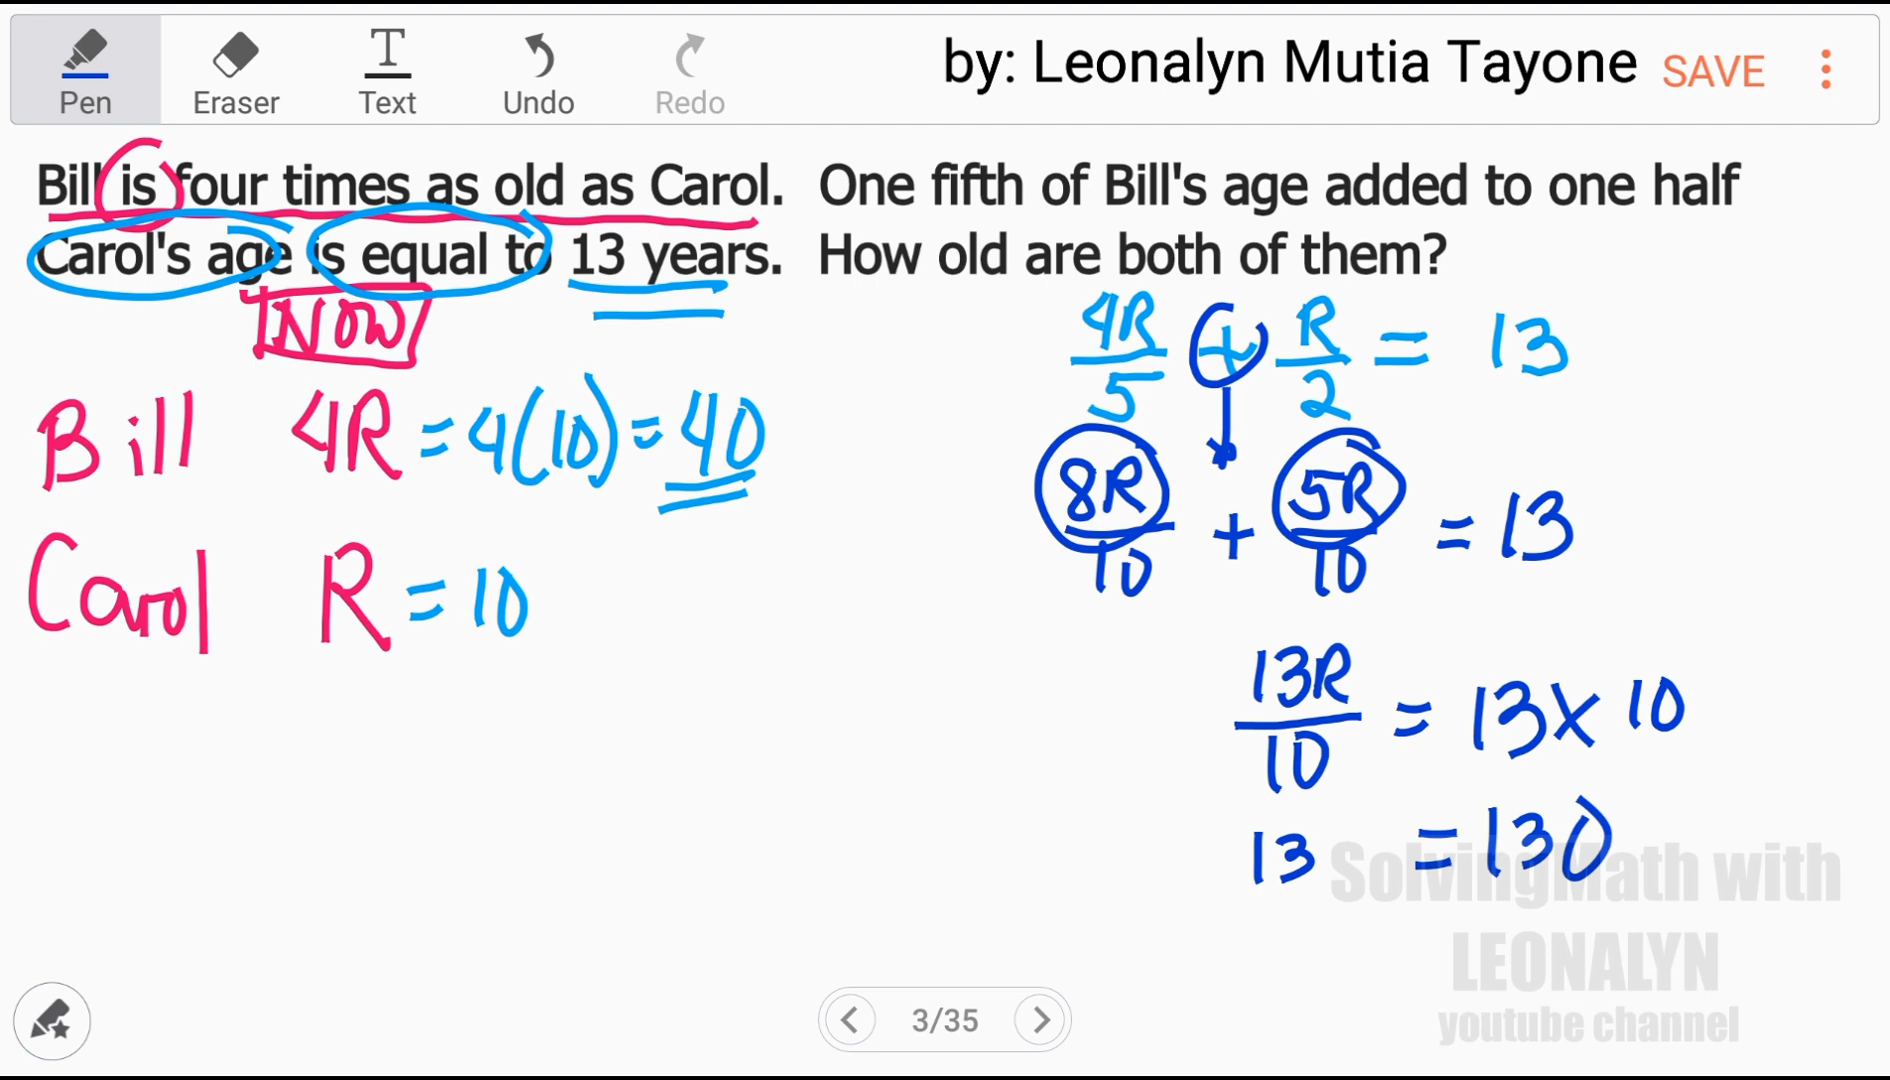 Pen Eraser Text Undo Redo by: Leonalyn Mutia Tayone SAVE
Bill is four times as old as Carol. One fifth of Bill's age added to one half
Carol's age is equal to 13 years. How old are both of them?
NOW
4R/5 + R/2 = 13
Bill 4R = 4(10) = 40
8R/10 + 5R/10 = 13
Carol R = 10
13R/10 = 13 x 10
13 = 130
SolvingMath with
LEONALYN
youtube channel
3/35